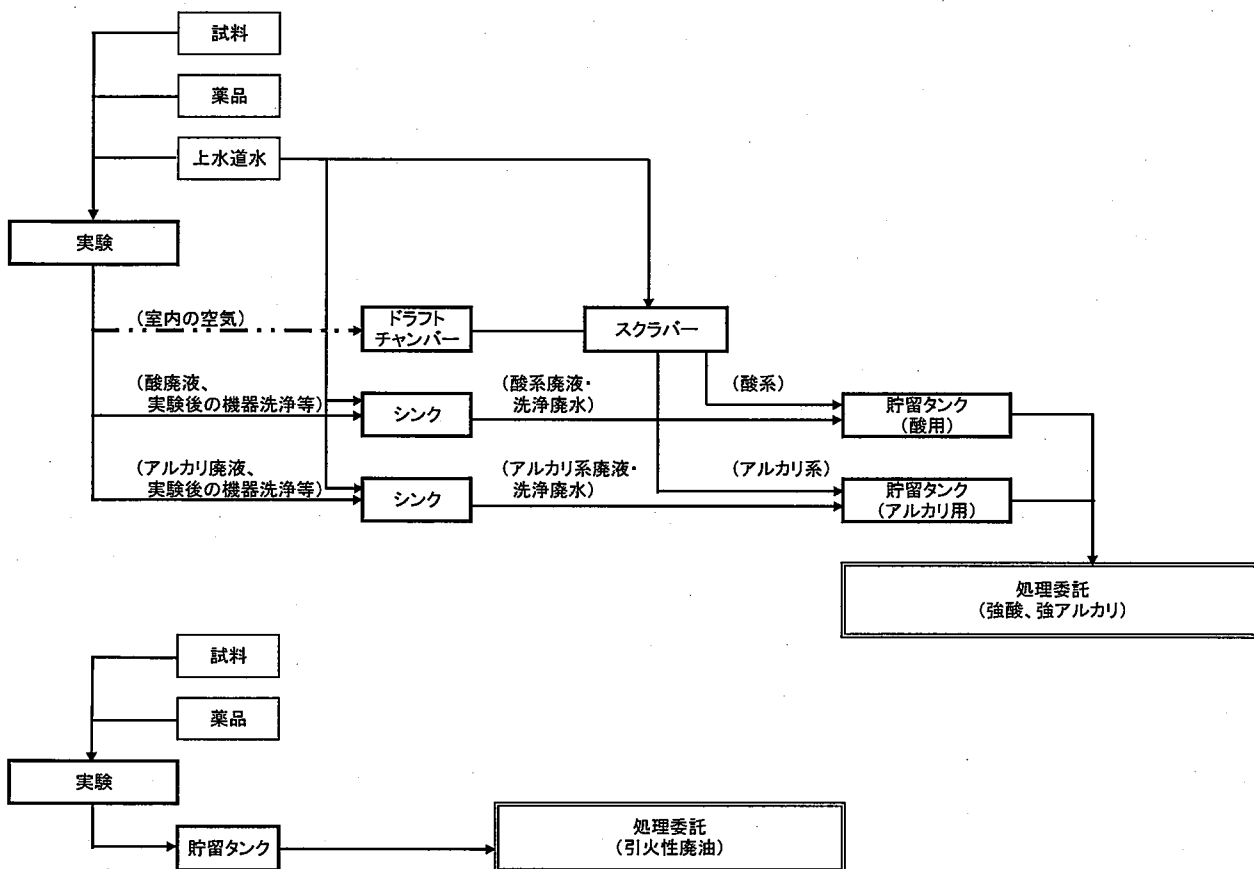 試料
薬品
上水道水
実験
(室内の空気)
ドラフト
チャンバー
スクラバー
(酸廃液、
実験後の機器洗浄等)
シンク
(酸系廃液・
洗浄廃水)
(酸系)
貯留タンク
(酸用)
(アルカリ廃液、
実験後の機器洗浄等)
シンク
(アルカリ系廃液・
洗浄廃水)
(アルカリ系)
貯留タンク
(アルカリ用)
処理委託
(強酸、強アルカリ)
試料
薬品
実験
貯留タンク
処理委託
(引火性廃油)